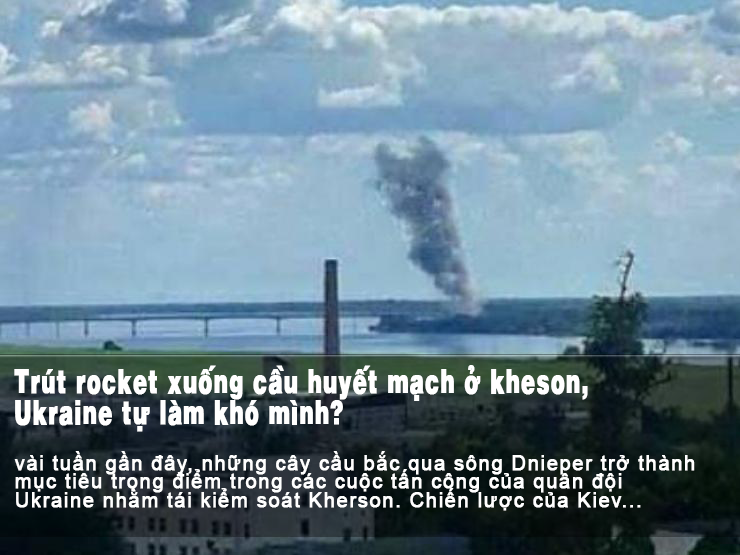 Trút rocket xuống cầu huyết mạch ở kheson,
Ukraine tự làm khó mình?
vài tuần gần đây, những cây cầu bắc qua sông Dnieper trở thành
mục tiêu trọng điểm trong các cuộc tấn công của quân đội
Ukraine nhằm tái kiểm soát Kherson. Chiến lược của Kiev...